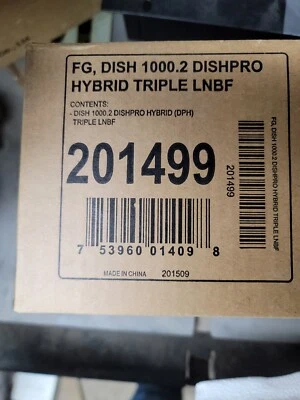 FG, DISH 1000.2 DISHPRO
HYBRID TRIPLE LNBF
CONTENTS:
- DISH 1000.2 DISHPRO HYBRID (DPH)
TRIPLE LNBF
201499
7 53960 01409 8
MADE IN CHINA 201509
201499
FG, DISH 1000.2 DISHPRO
HYBRID TRIPLE LNBF